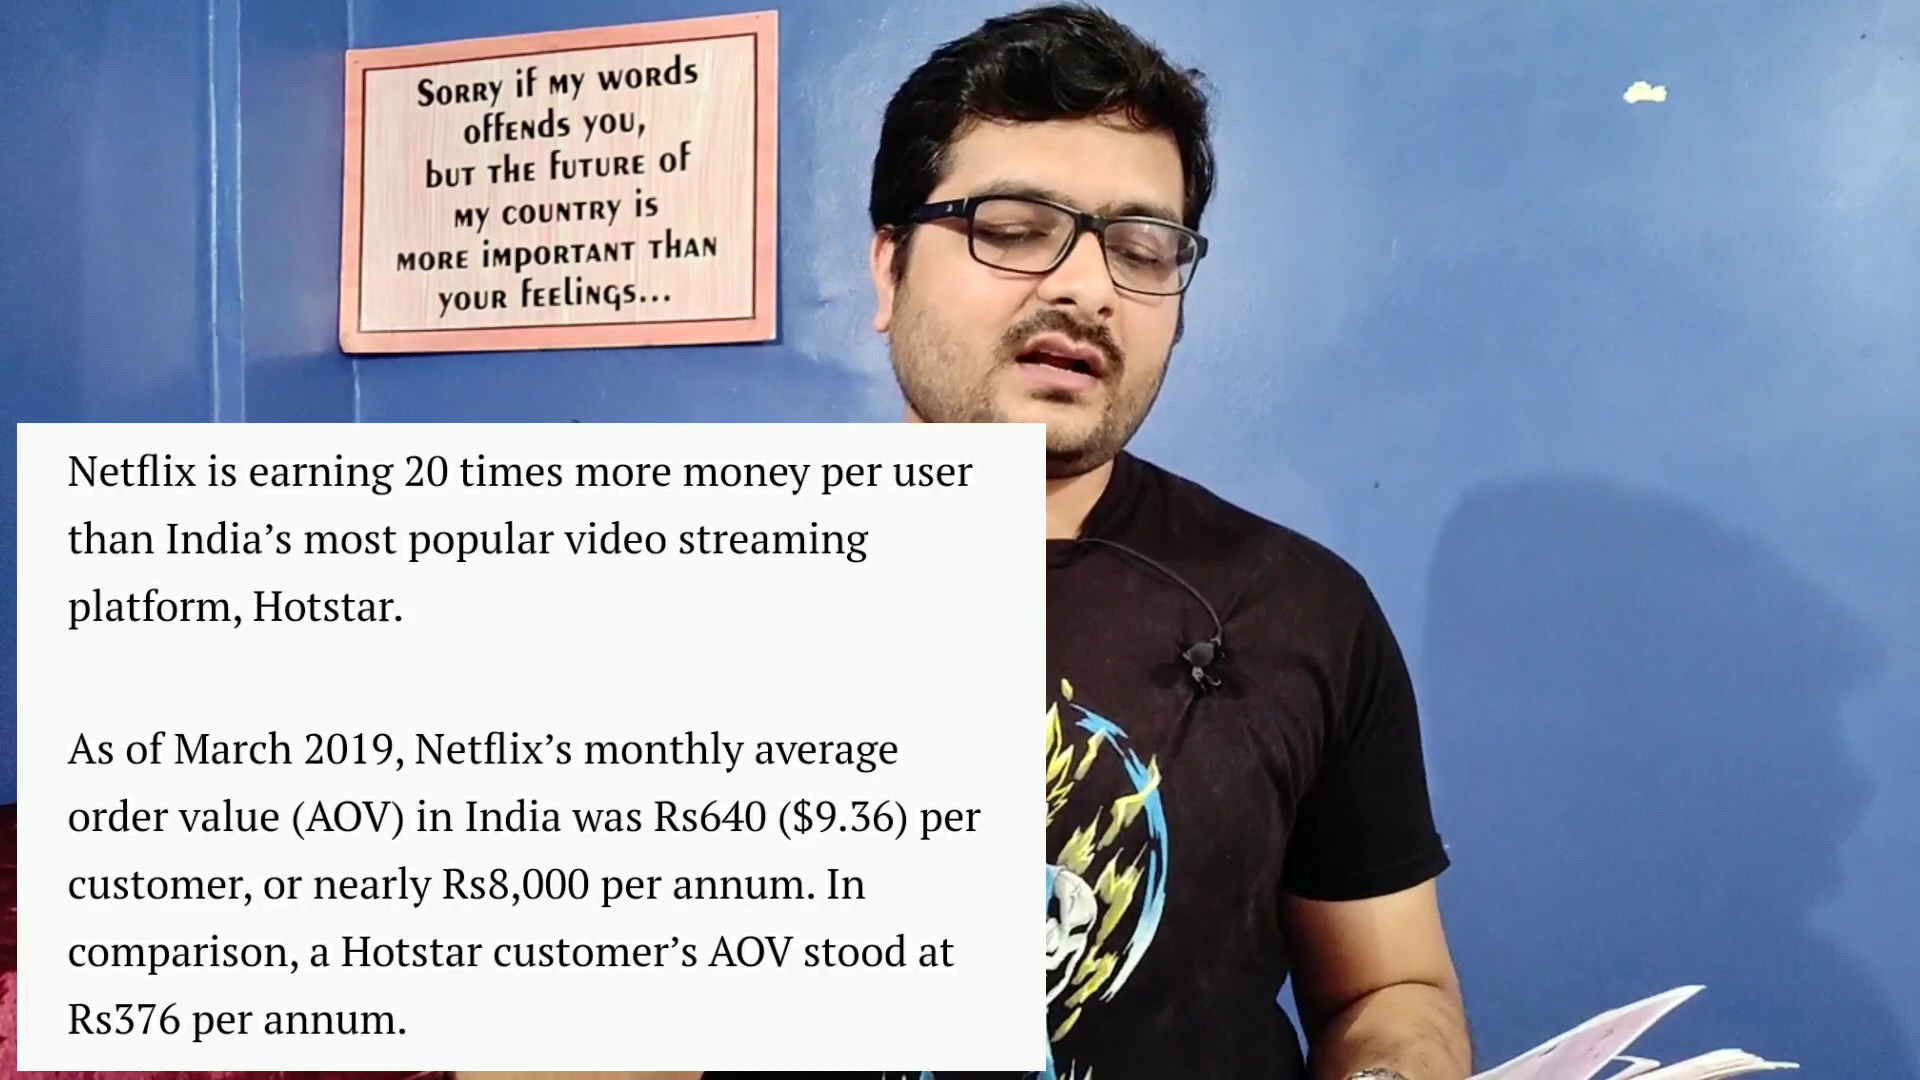 Sorry if my words
offends you,
but the future of
my country is
more important than
your feelings...
Netflix is earning 20 times more money per user
than India’s most popular video streaming
platform, Hotstar.
As of March 2019, Netflix’s monthly average
order value (AOV) in India was Rs640 ($9.36) per
customer, or nearly Rs8,000 per annum. In
comparison, a Hotstar customer’s AOV stood at
Rs376 per annum.